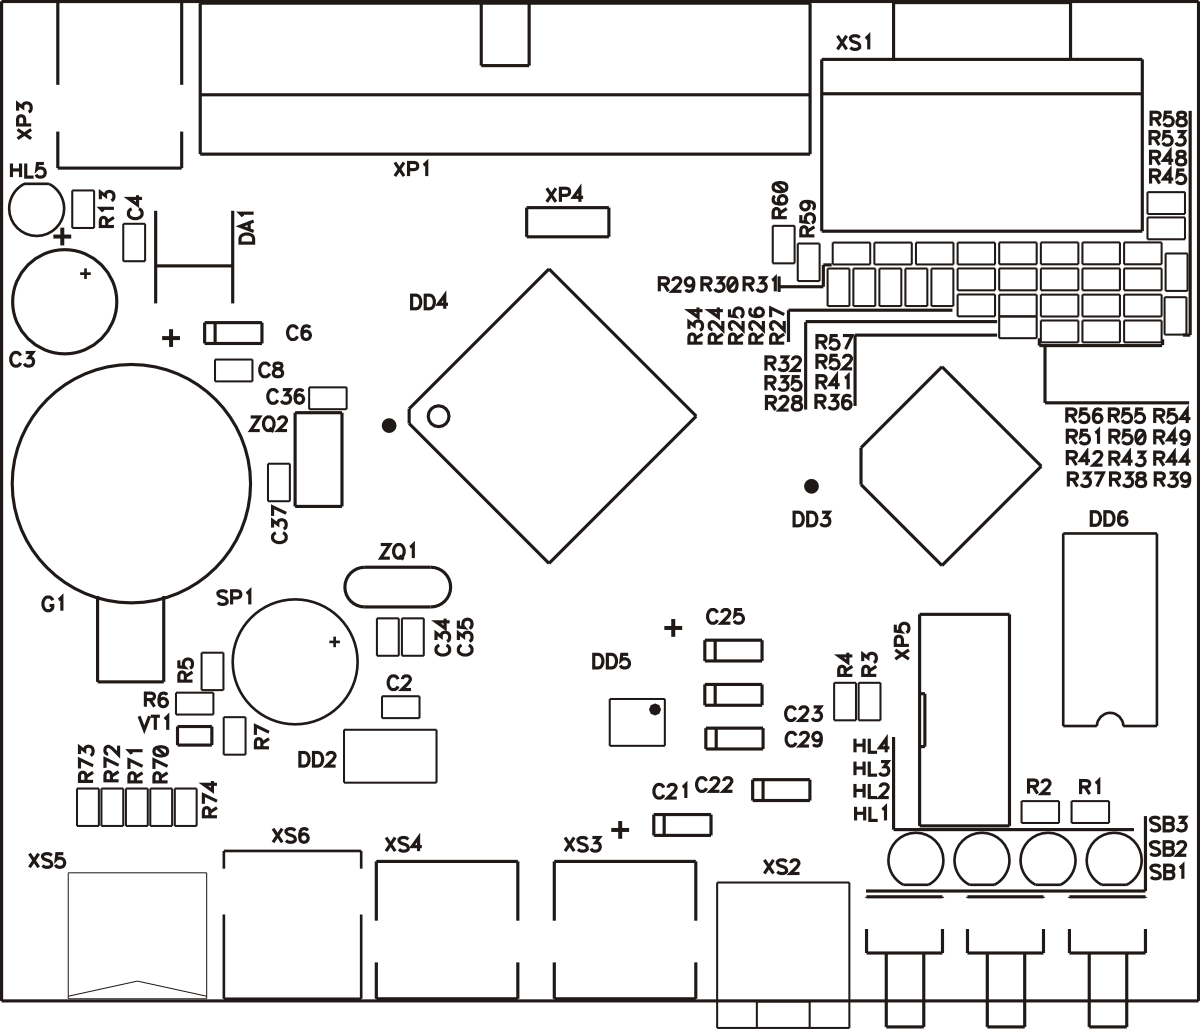 XS1
XP3
XP1
R58
R53
R48
R45
HL5
R13
C4
DA1
+
+
XP4
R60
R59
R29 R30 R31
DD4
C3
+
C6
C8
C36
ZQ2
C37
R34
R24
R25
R26
R27
R32
R35
R28
R57
R52
R41
R36
R56 R55 R54
R51 R50 R49
R42 R43 R44
R37 R38 R39
DD3
DD6
ZQ1
G1
SP1
+
C34
C35
+
C25
DD5
C23
C29
R4
R3
XP5
R5
R6
VT1
R7
C2
DD2
R73
R72
R71
R70
R74
HL4
HL3
HL2
HL1
C21
C22
+
R2
R1
SB3
SB2
SB1
XS5
XS6
XS4
XS3
XS2